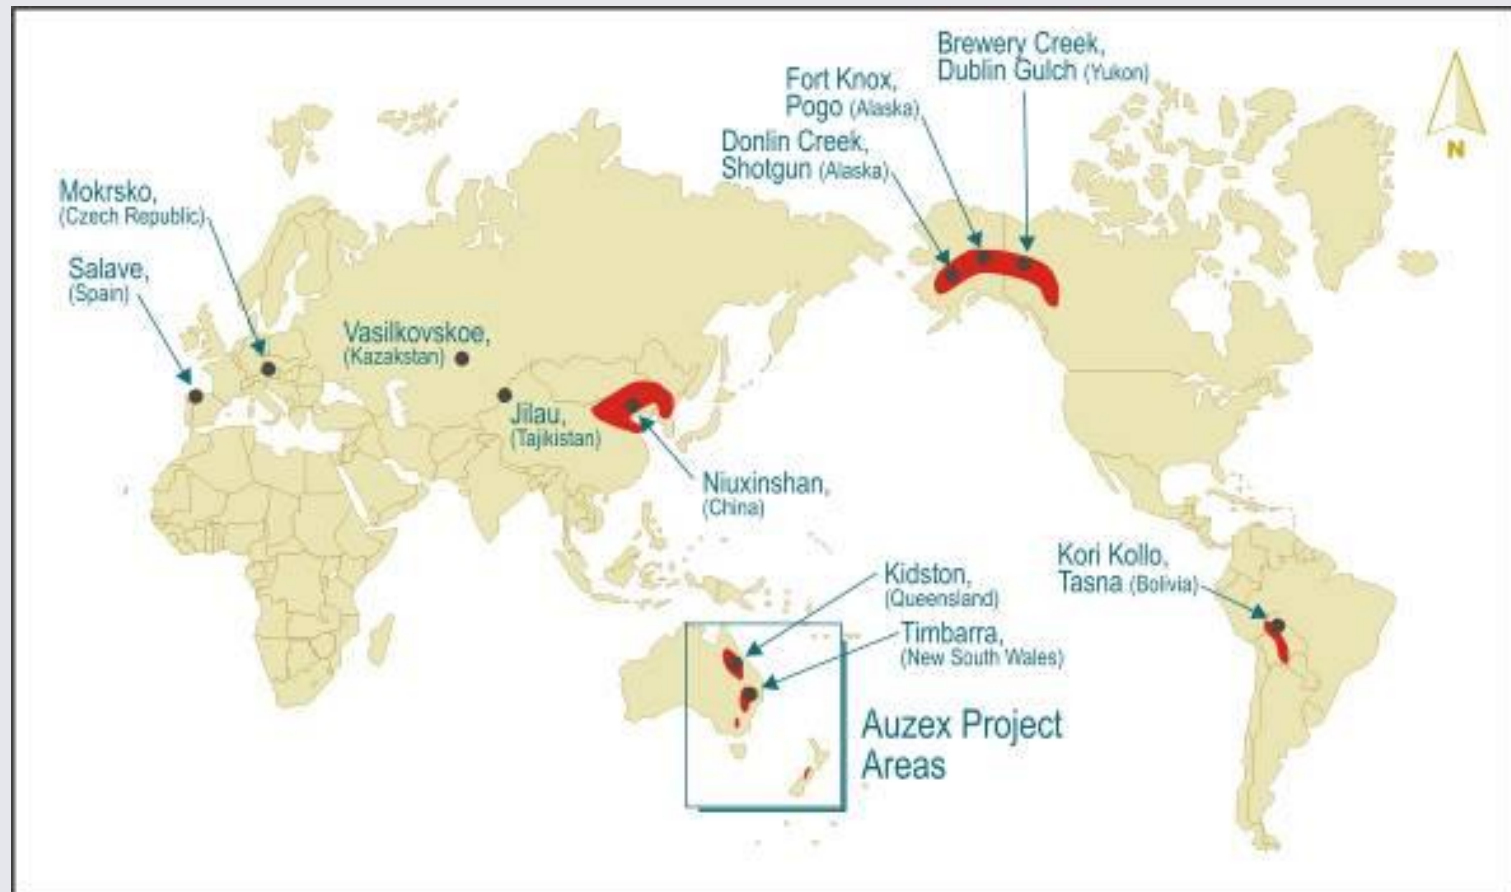 Brewery Creek,
Dublin Gulch (Yukon)
Fort Knox,
Pogo (Alaska)
Donlin Creek,
Shotgun (Alaska)
N
Mokrsko,
(Czech Republic)
Salave,
(Spain)
Vasilkovskoe,
(Kazakstan)
Jilau,
(Tajikistan)
Niuxinshan,
(China)
Kidston,
(Queensland)
Timbarra,
(New South Wales)
Kori Kollo,
Tasna (Bolivia)
Auzex Project
Areas